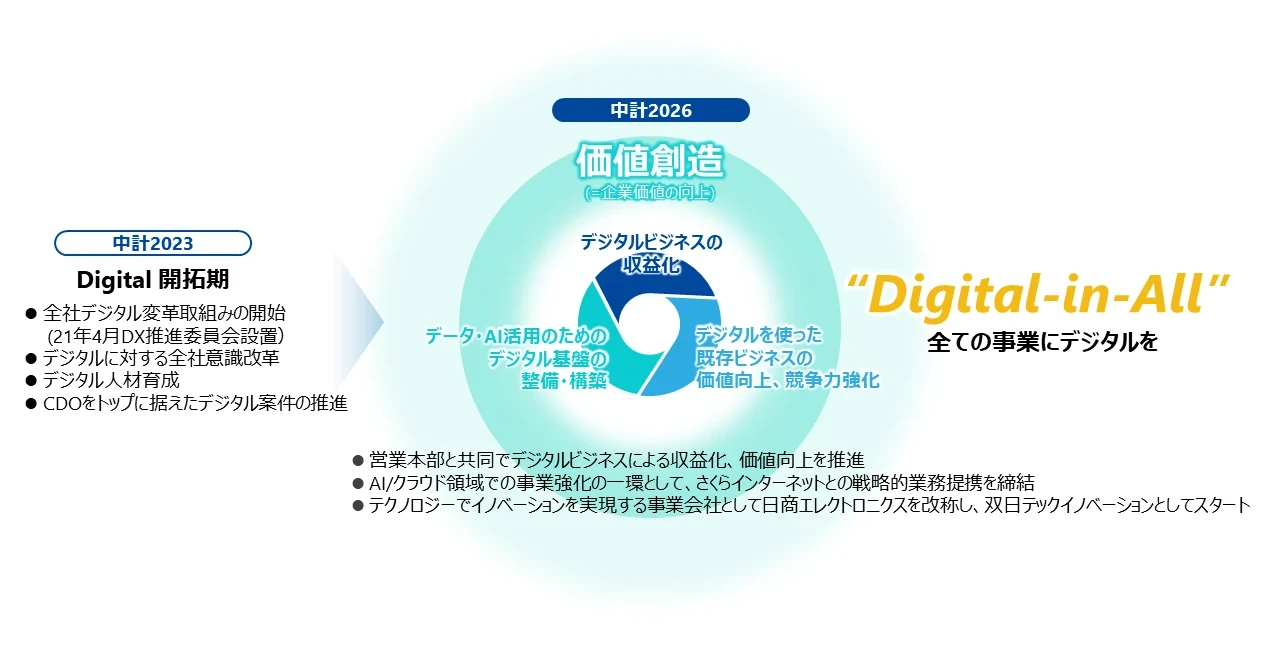 中計2023
Digital 開拓期
● 全社デジタル変革取組みの開始
(21年4月DX推進委員会設置)
● デジタルに対する全社意識改革
● デジタル人材育成
● CDOをトップに据えたデジタル案件の推進
中計2026
価値創造
(=企業価値の向上)
デジタルビジネスの
収益化
データ・AI活用のための
デジタル基盤の
整備・構築
デジタルを使った
既存ビジネスの
価値向上、競争力強化
“Digital-in-All”
全ての事業にデジタルを
● 営業本部と共同でデジタルビジネスによる収益化、価値向上を推進
● AI/クラウド領域での事業強化の一環として、さくらインターネットとの戦略的業務提携を締結
● テクノロジーでイノベーションを実現する事業会社として日商エレクトロニクスを改称し、双日テックイノベーションとしてスタート